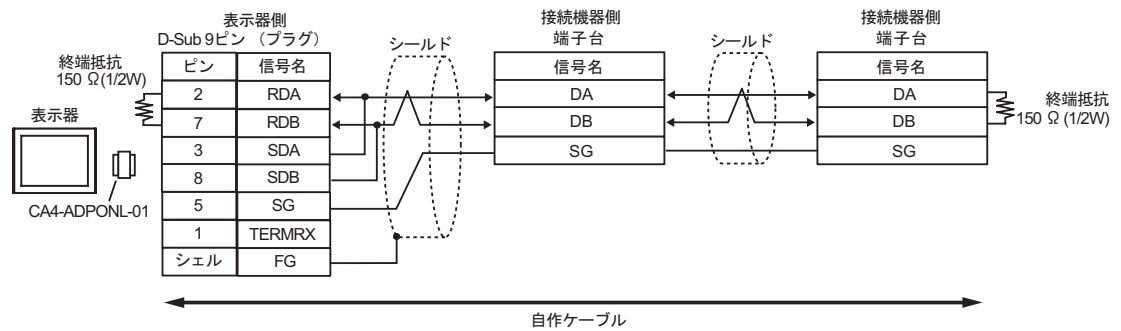 表示器側
D-Sub 9ピン （プラグ）
接続機器側
端子台
接続機器側
端子台
シールド
シールド
終端抵抗
150 Ω(1/2W)
ピン 信号名
信号名
信号名
2 RDA
DA
DA
7 RDB
DB
DB
3 SDA
SG
SG
8 SDB
5 SG
1 TERMRX
シェル FG
終端抵抗
150 Ω (1/2W)
表示器
CA4-ADPONL-01
自作ケーブル